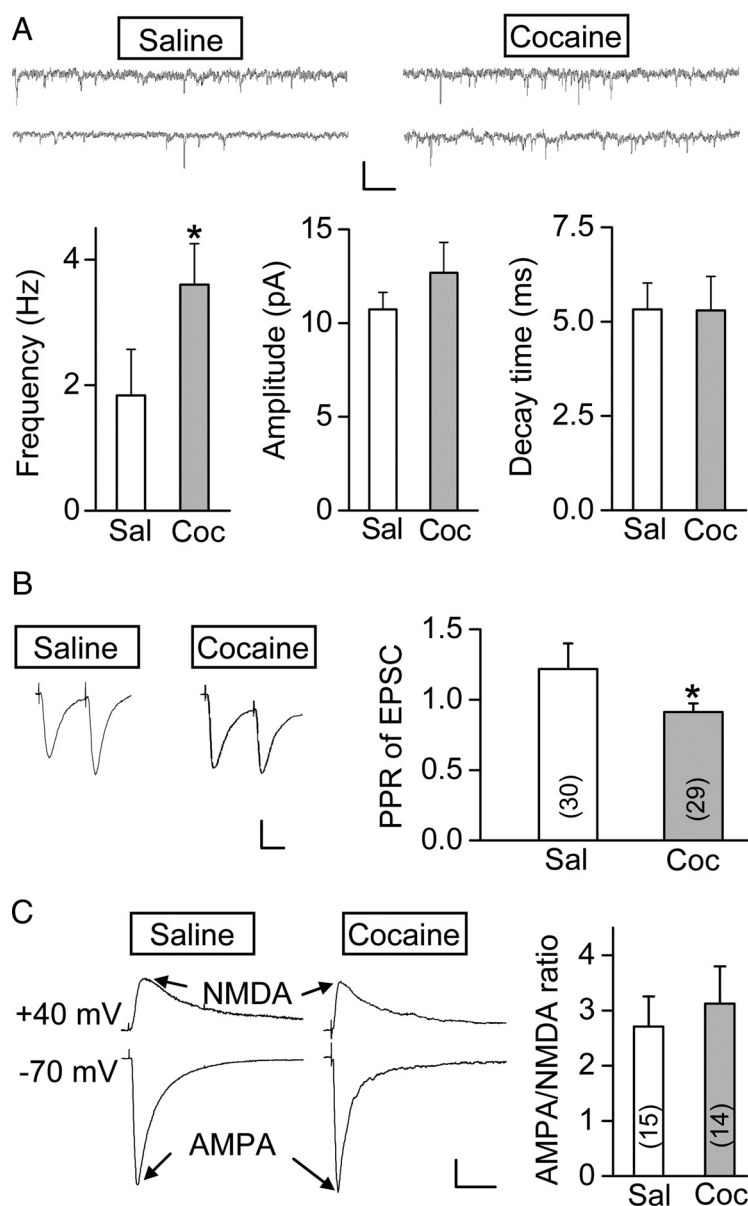 A
Saline
Cocaine
Frequency (Hz)
4
2
0
*
Sal
Coc
Amplitude (pA)
15
10
5
0
Sal
Coc
Decay time (ms)
7.5
5.0
2.5
0.0
Sal
Coc
B
Saline
Cocaine
PPR of EPSC
1.5
1.0
0.5
0.0
*
(30)
(29)
Sal
Coc
C
Saline
Cocaine
NMDA
+40 mV
-70 mV
AMPA
AMPA/NMDA ratio
4
3
2
1
0
(15)
(14)
Sal
Coc